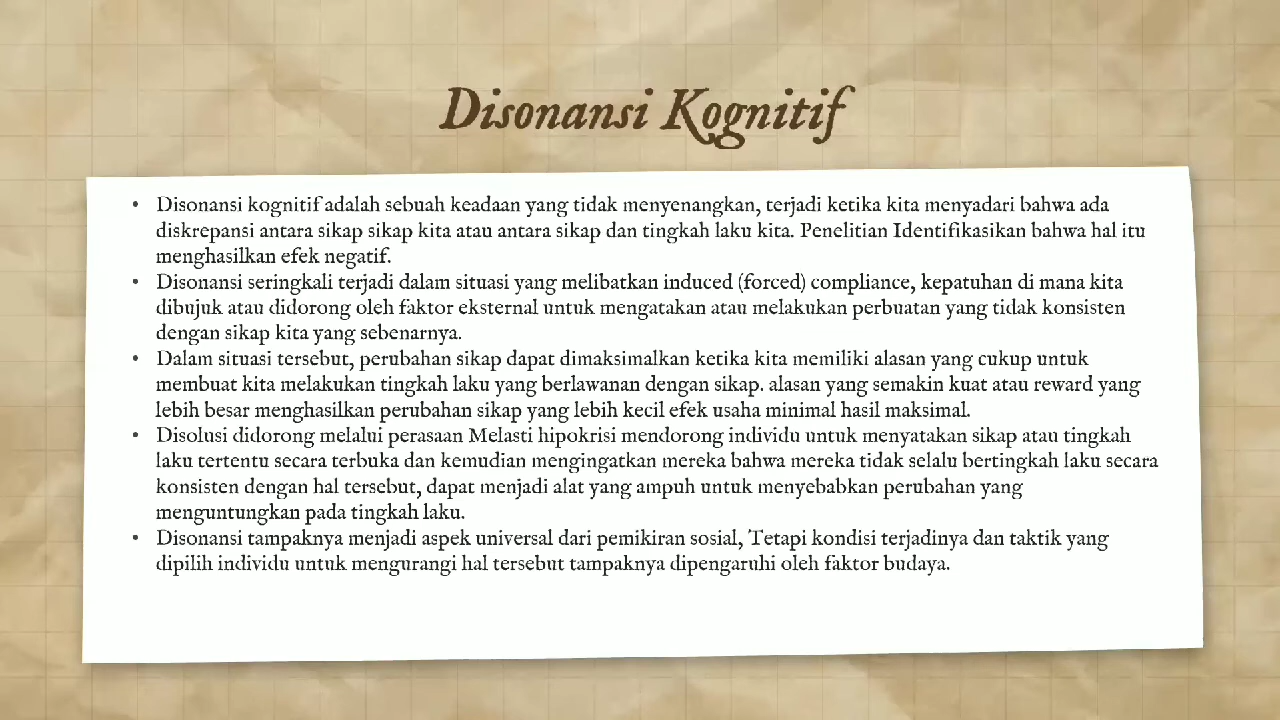 Disonansi Kognitif
• Disonansi kognitif adalah sebuah keadaan yang tidak menyenangkan, terjadi ketika kita menyadari bahwa ada
diskrepansi antara sikap sikap kita atau antara sikap dan tingkah laku kita. Penelitian Identifikasikan bahwa hal itu
menghasilkan efek negatif.
• Disonansi seringkali terjadi dalam situasi yang melibatkan induced (forced) compliance, kepatuhan di mana kita
dibujuk atau didorong oleh faktor eksternal untuk mengatakan atau melakukan perbuatan yang tidak konsisten
dengan sikap kita yang sebenarnya.
• Dalam situasi tersebut, perubahan sikap dapat dimaksimalkan ketika kita memiliki alasan yang cukup untuk
membuat kita melakukan tingkah laku yang berlawanan dengan sikap. alasan yang semakin kuat atau reward yang
lebih besar menghasilkan perubahan sikap yang lebih kecil efek usaha minimal hasil maksimal.
• Disolusi didorong melalui perasaan Melasti hipokrisi mendorong individu untuk menyatakan sikap atau tingkah
laku tertentu secara terbuka dan kemudian mengingatkan mereka bahwa mereka tidak selalu bertingkah laku secara
konsisten dengan hal tersebut, dapat menjadi alat yang ampuh untuk menyebabkan perubahan yang
menguntungkan pada tingkah laku.
• Disonansi tampaknya menjadi aspek universal dari pemikiran sosial, Tetapi kondisi terjadinya dan taktik yang
dipilih individu untuk mengurangi hal tersebut tampaknya dipengaruhi oleh faktor budaya.